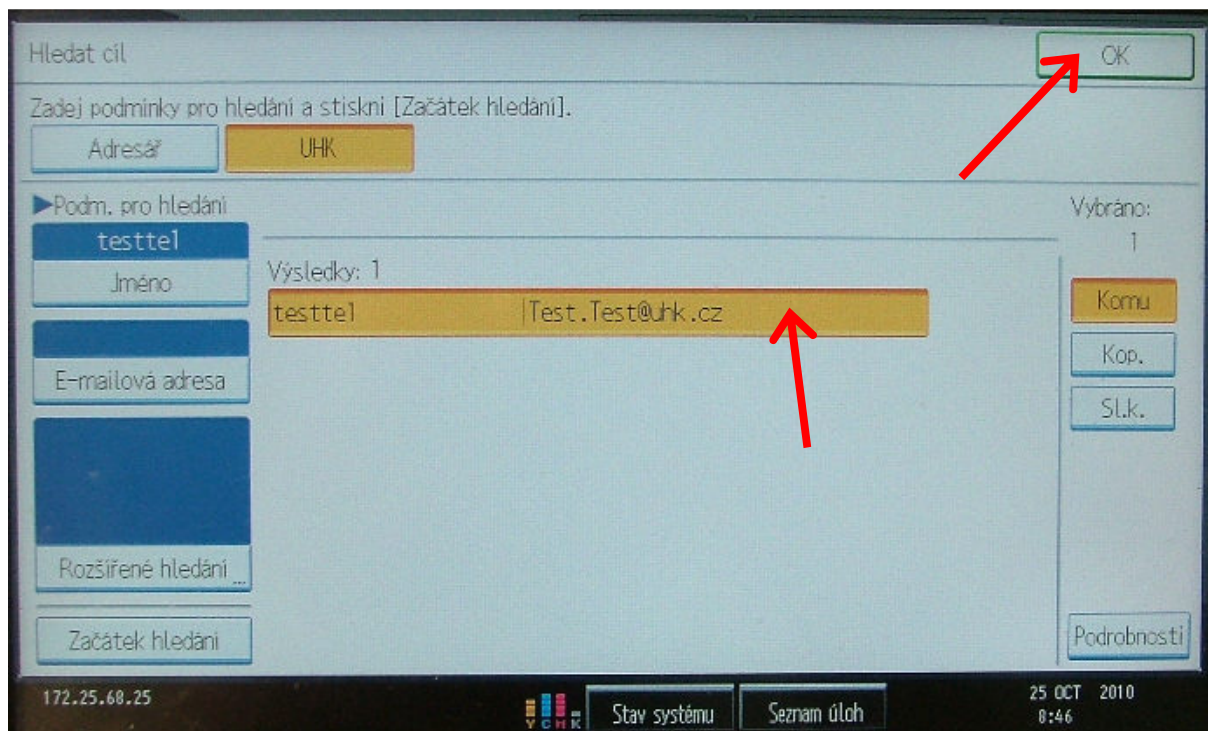 Hledat cíl
OK
Zadej podmínky pro hledání a stiskni [Začátek hledání].
Adresář
UHK
▶Podm. pro hledání
testte1
Jméno
E-mailová adresa
Rozšířené hledání ...
Začátek hledání
Výsledky: 1
testte1 |Test.Test@uhk.cz
Vybráno:
1
Komu
Kop.
Sl.k.
Podrobnosti
172.25.68.25
Y C M K
Stav systému
Seznam úloh
25 OCT 2010
8:46